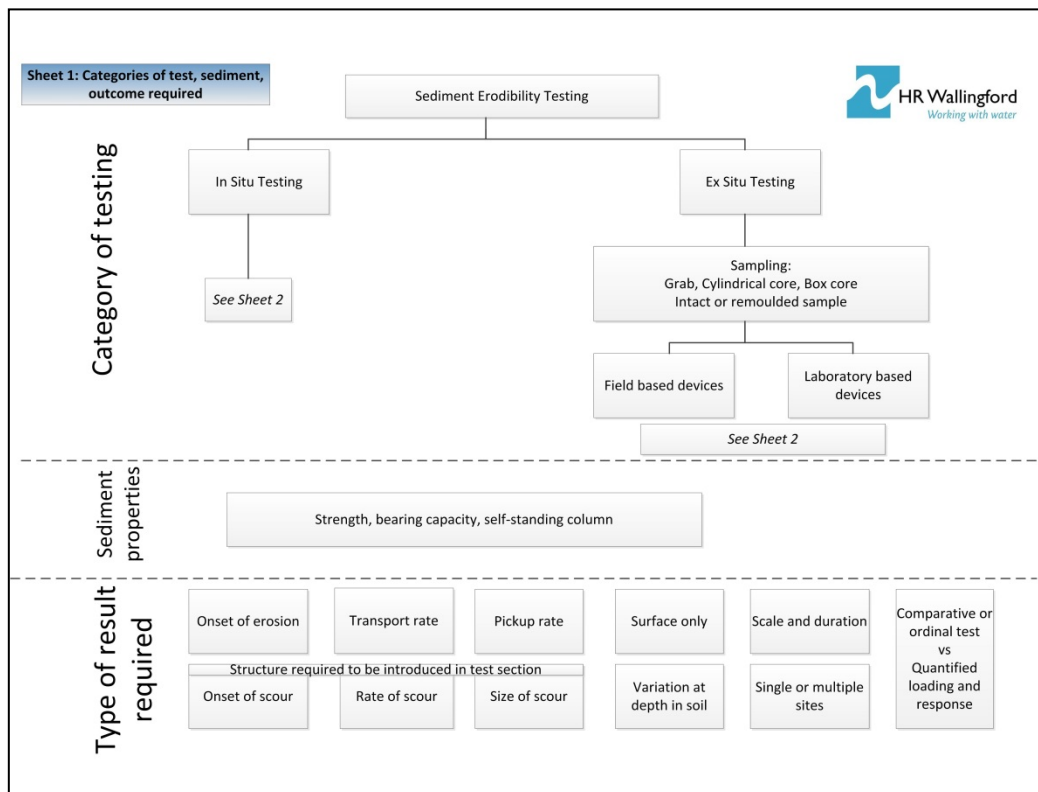 Sheet 1: Categories of test, sediment,
outcome required
Sediment Erodibility Testing
HR Wallingford
Working with water
Category of testing
In Situ Testing
Ex Situ Testing
See Sheet 2
Sampling:
Grab, Cylindrical core, Box core
Intact or remoulded sample
Field based devices
Laboratory based
devices
See Sheet 2
Sediment
properties
Strength, bearing capacity, self-standing column
Type of result
required
Onset of erosion
Transport rate
Pickup rate
Surface only
Scale and duration
Comparative or
ordinal test
vs
Quantified
loading and
response
Structure required to be introduced in test section
Onset of scour
Rate of scour
Size of scour
Variation at
depth in soil
Single or multiple
sites